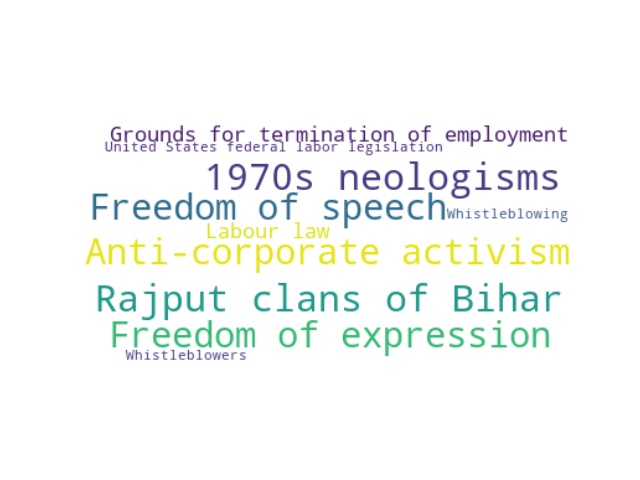 Grounds for termination of employment
United States federal labor legislation
1970s neologisms
Freedom of speech
Whistleblowing
Labour law
Anti-corporate activism
Rajput clans of Bihar
Freedom of expression
Whistleblowers